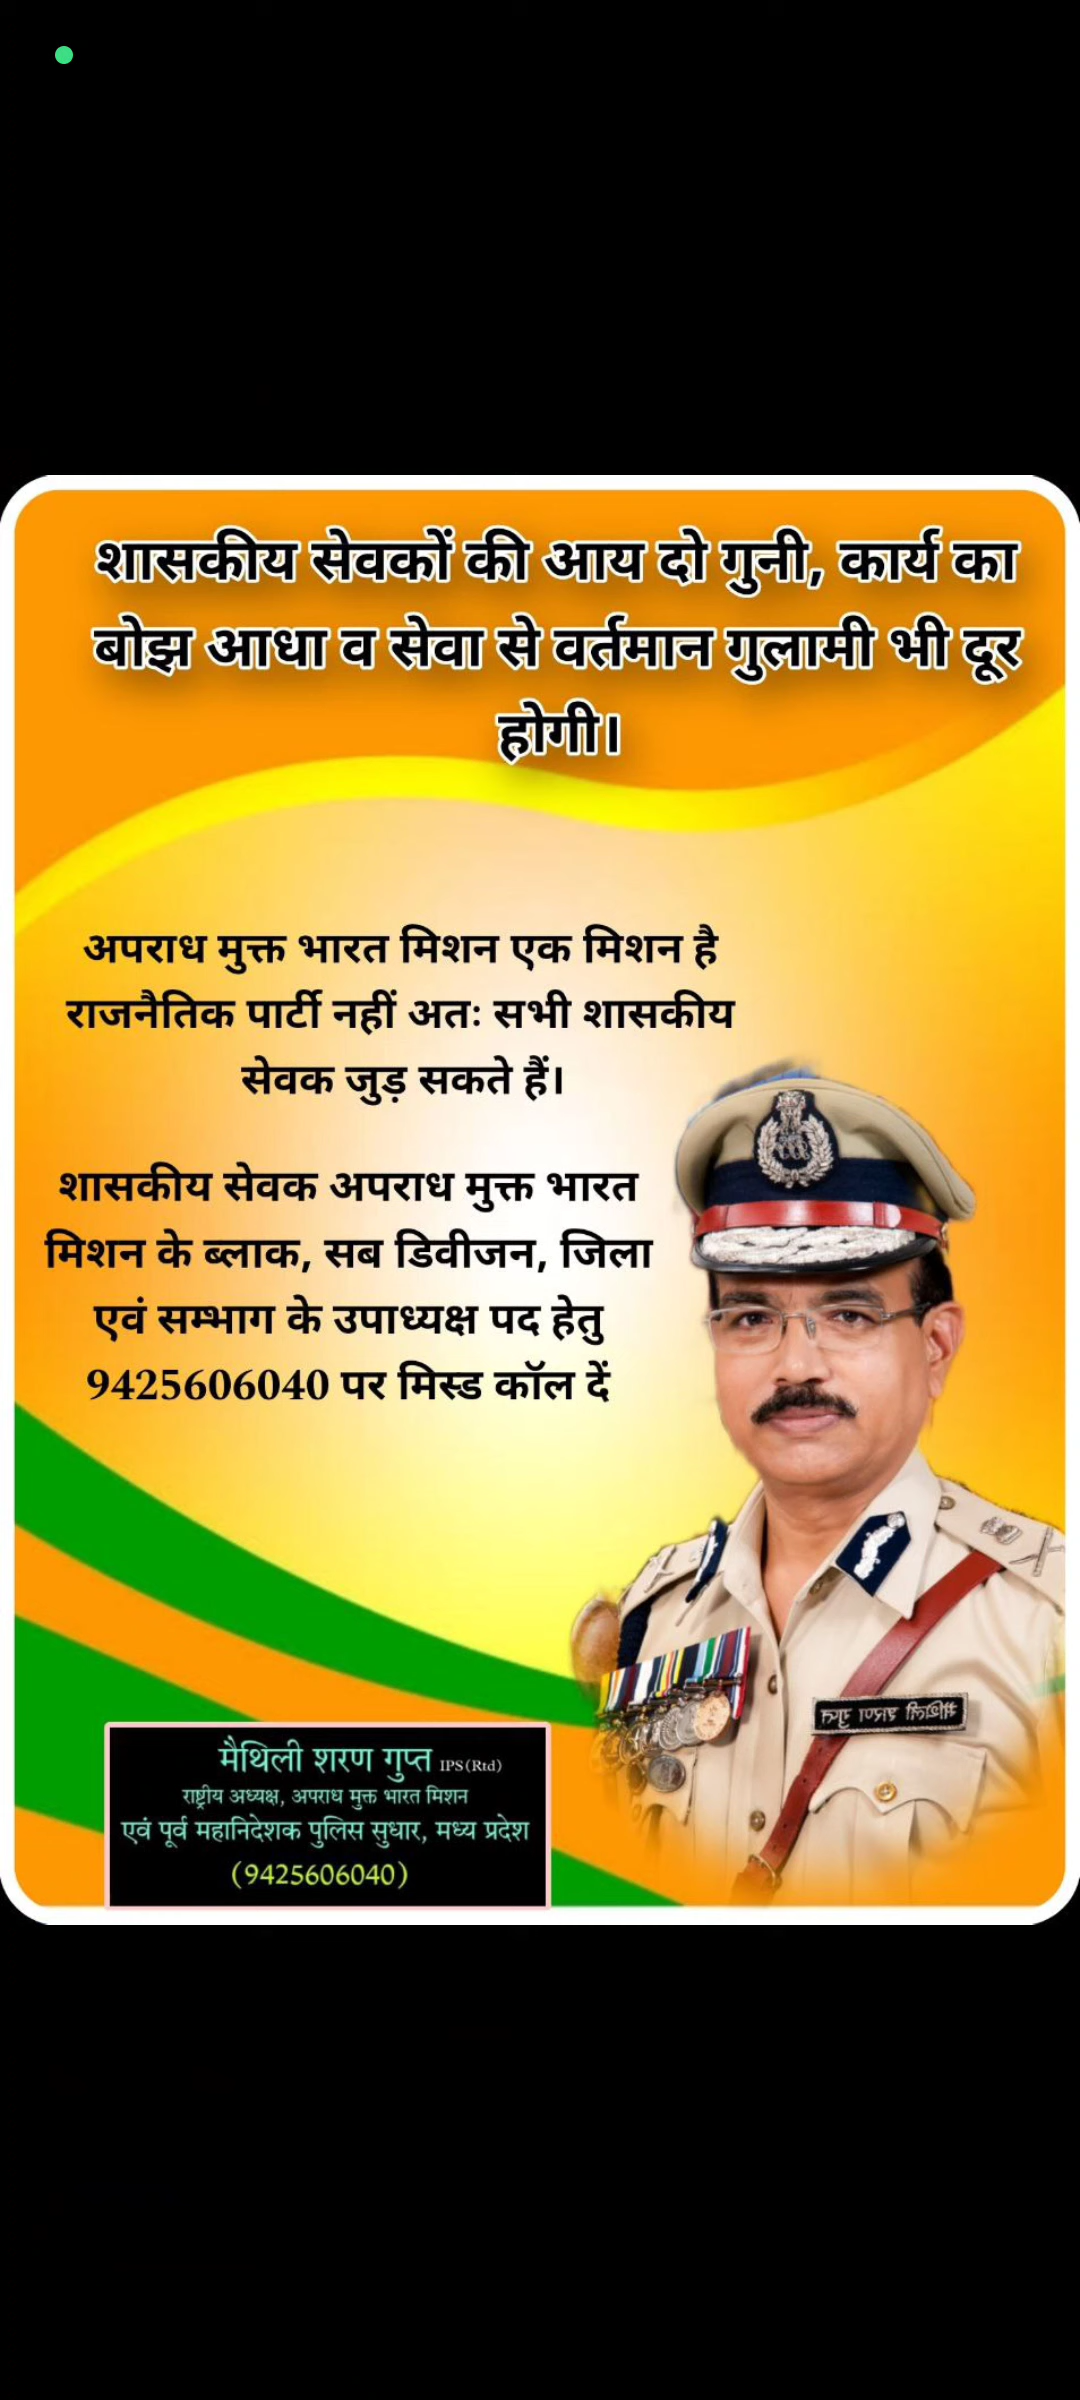 शासकीय सेवकों की आय दो गुनी, कार्य का
बोझ आधा व सेवा से वर्तमान गुलामी भी दूर
होगी।
अपराध मुक्त भारत मिशन एक मिशन है
राजनैतिक पार्टी नहीं अतः सभी शासकीय
सेवक जुड़ सकते हैं।
शासकीय सेवक अपराध मुक्त भारत
मिशन के ब्लाक, सब डिवीजन, जिला
एवं सम्भाग के उपाध्यक्ष पद हेतु
9425606040 पर मिस्ड कॉल दें
मैथिली शरण गुप्त
मैथिली शरण गुप्त IPS(Rtd)
राष्ट्रीय अध्यक्ष, अपराध मुक्त भारत मिशन
एवं पूर्व महानिदेशक पुलिस सुधार, मध्य प्रदेश
(9425606040)